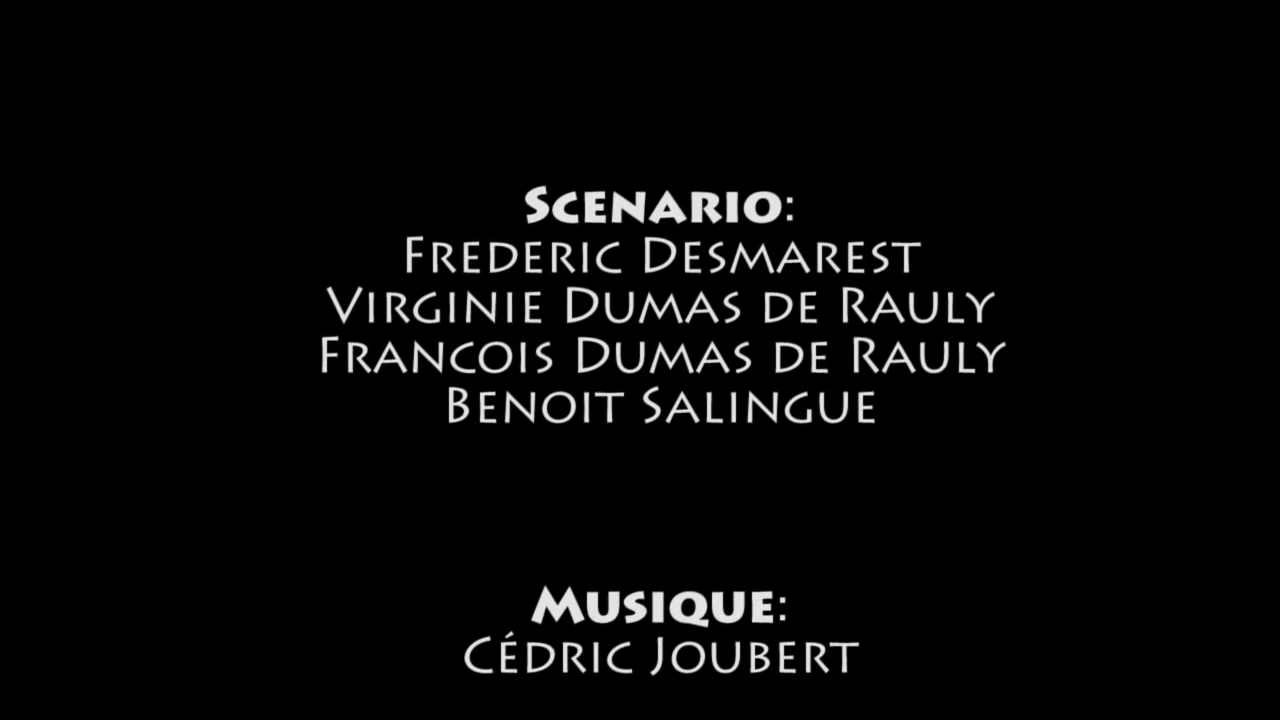 SCENARIO:
FREDERIC DESMAREST
VIRGINIE DUMAS DE RAULY
FRANCOIS DUMAS DE RAULY
BENOIT SALINGUE
MUSIQUE:
CÉDRIC JOUBERT